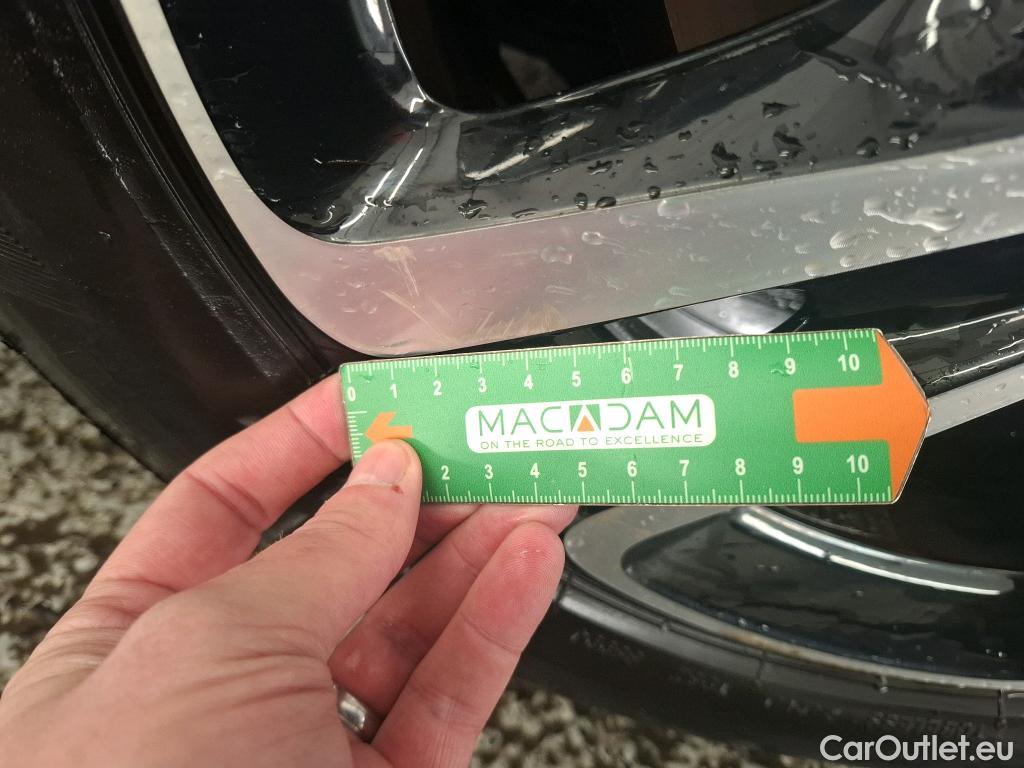 0 1 2 3 4 5 6 7 8 9 10
MACADAM
ON THE ROAD TO EXCELLENCE
2 3 4 5 6 7 8 9 10
CarOutlet.eu